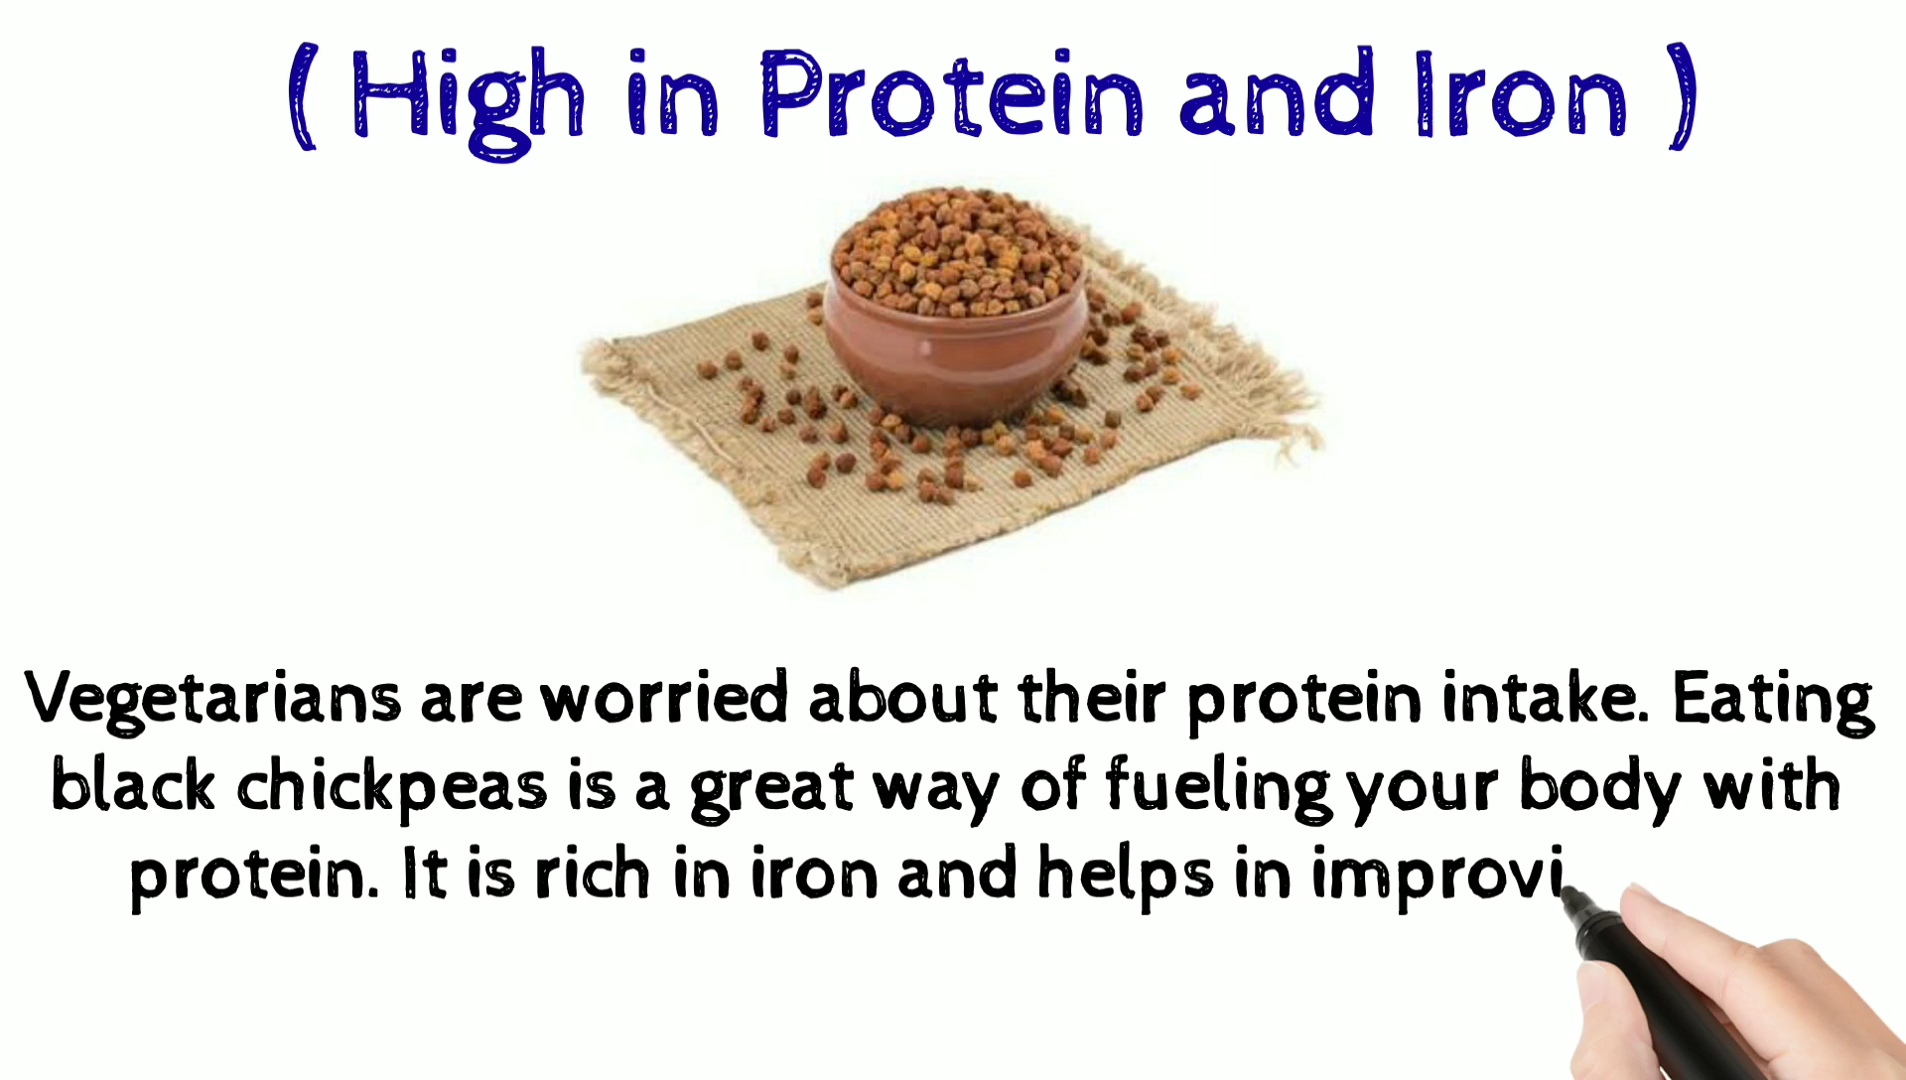 ( High in Protein and Iron )
Vegetarians are worried about their protein intake. Eating
black chickpeas is a great way of fueling your body with
protein. It is rich in iron and helps in improvi